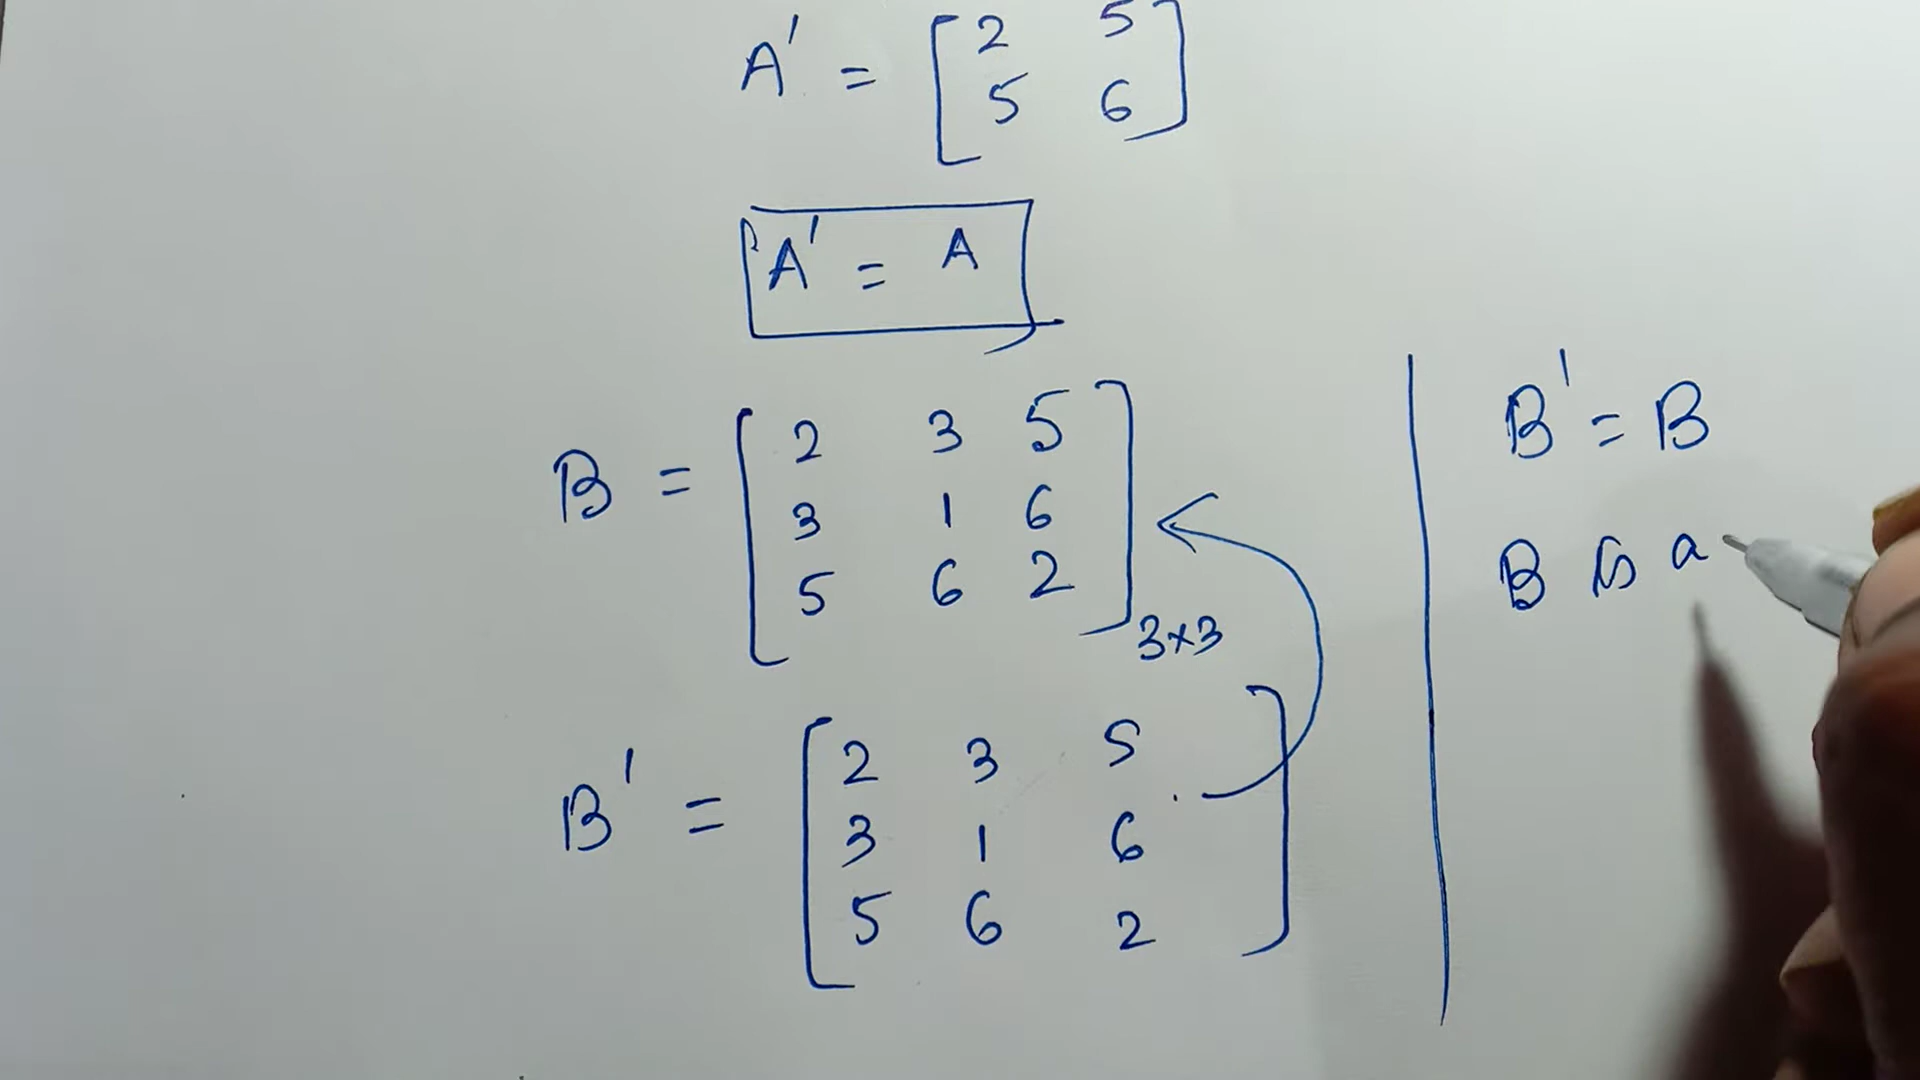 A' = [2 5
5 6]
A' = A
B = [2 3 5
3 1 6
5 6 2] 3×3
B' = [2 3 5
3 1 6
5 6 2]
B' = B
B is a